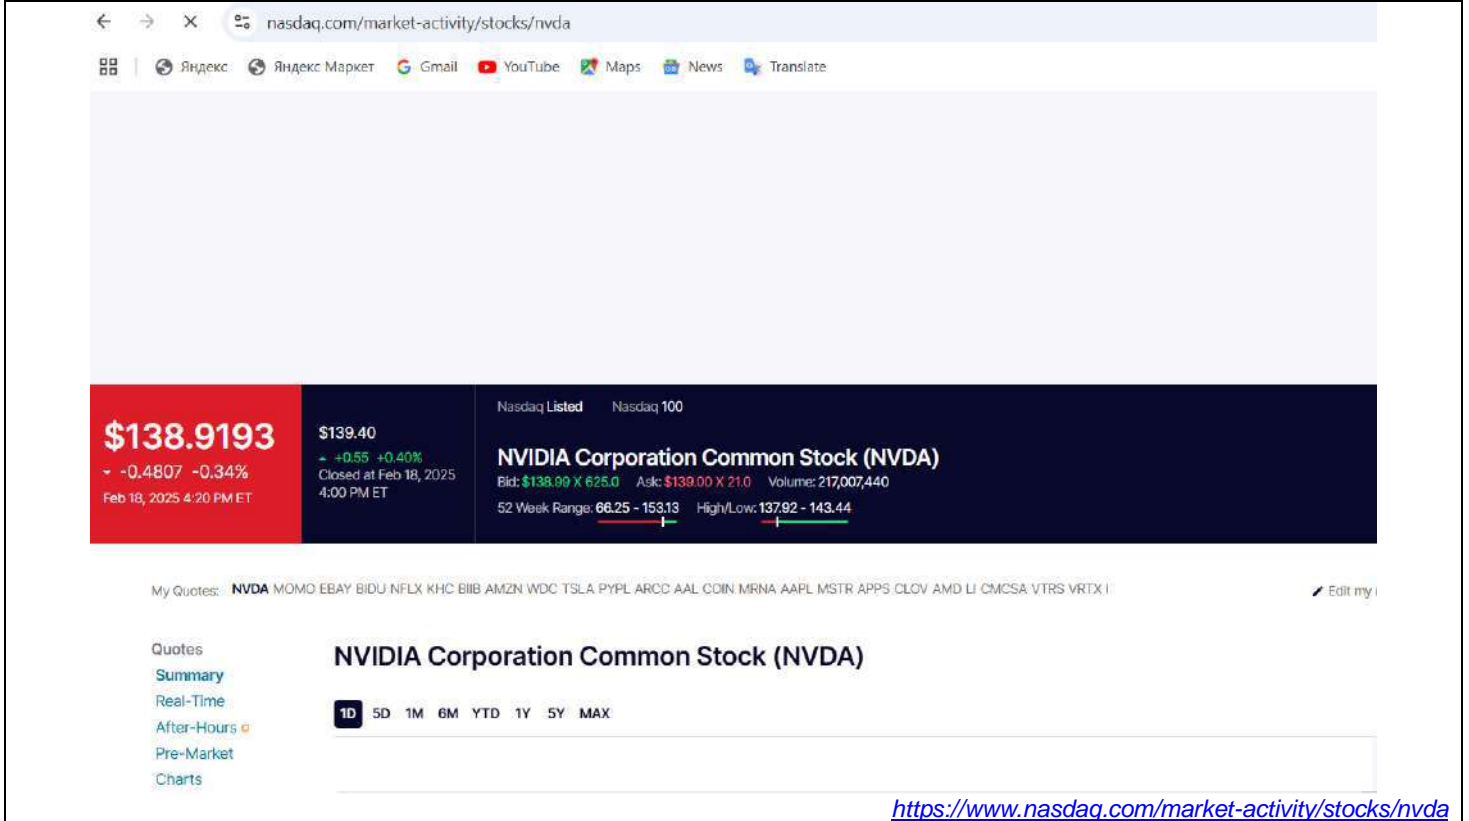 nasdaq.com/market-activity/stocks/nvda
Яндекс Яндекс Маркет Gmail YouTube Maps News Translate
Nasdaq Listed Nasdaq 100
$138.9193
-0.4807 -0.34%
Feb 18, 2025 4:20 PM ET
$139.40
+0.55 +0.40%
Closed at Feb 18, 2025
4:00 PM ET
NVIDIA Corporation Common Stock (NVDA)
Bid: $138.99 X 625.0 Ask: $139.00 X 21.0 Volume: 217,007,440
52 Week Range: 66.25 - 153.13 High/Low: 137.92 - 143.44
My Quotes: NVDA MOMO EBAY BIDU NFLX KHC BIIB AMZN WDC TSLA PYPL ARCC AAL COIN MRNA AAPL MSTR APPS CLOV AMD LI CMCSA VTRS VRTX
Edit my
Quotes
Summary
Real-Time
After-Hours
Pre-Market
Charts
NVIDIA Corporation Common Stock (NVDA)
1D 5D 1M 6M YTD 1Y 5Y MAX
https://www.nasdaq.com/market-activity/stocks/nvda